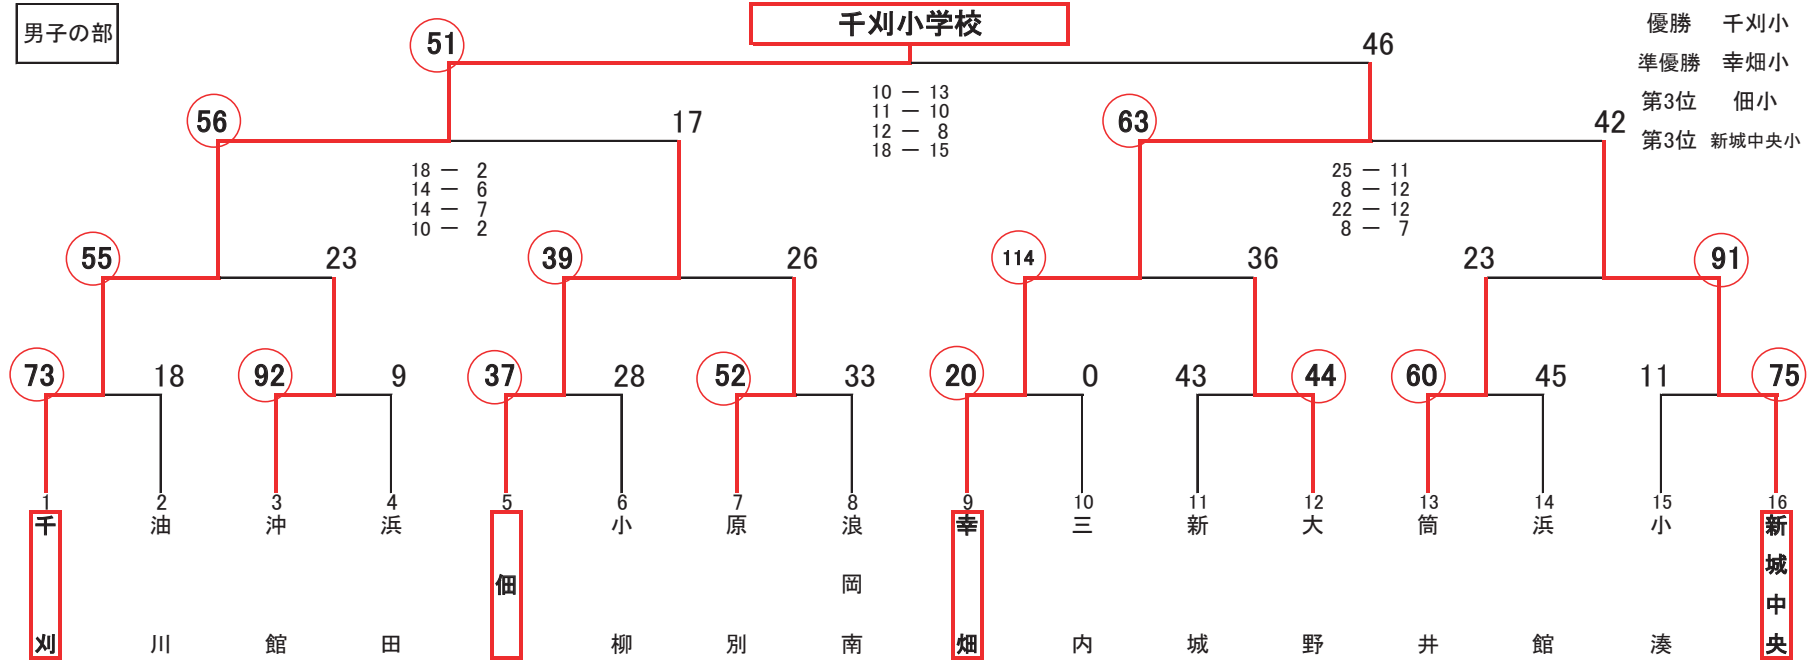 男子の部
千刈小学校
優勝 千刈小
準優勝 幸畑小
第3位 佃小
第3位 新城中央小
51 46
10 ― 13
11 ― 10
12 ― 8
18 ― 15
56 17 63 42
18 ― 2
14 ― 6
14 ― 7
10 ― 2
25 ― 11
8 ― 12
22 ― 12
8 ― 7
55 23 39 26 114 36 23 91
73 18 92 9 37 28 52 33 20 0 43 44 60 45 11 75
1 2 3 4 5 6 7 8 9 10 11 12 13 14 15 16
千刈
油川
沖館
浜田
佃
小柳
原別
浪岡南
幸畑
三内
新城
大野
筒井
浜館
小湊
新城中央